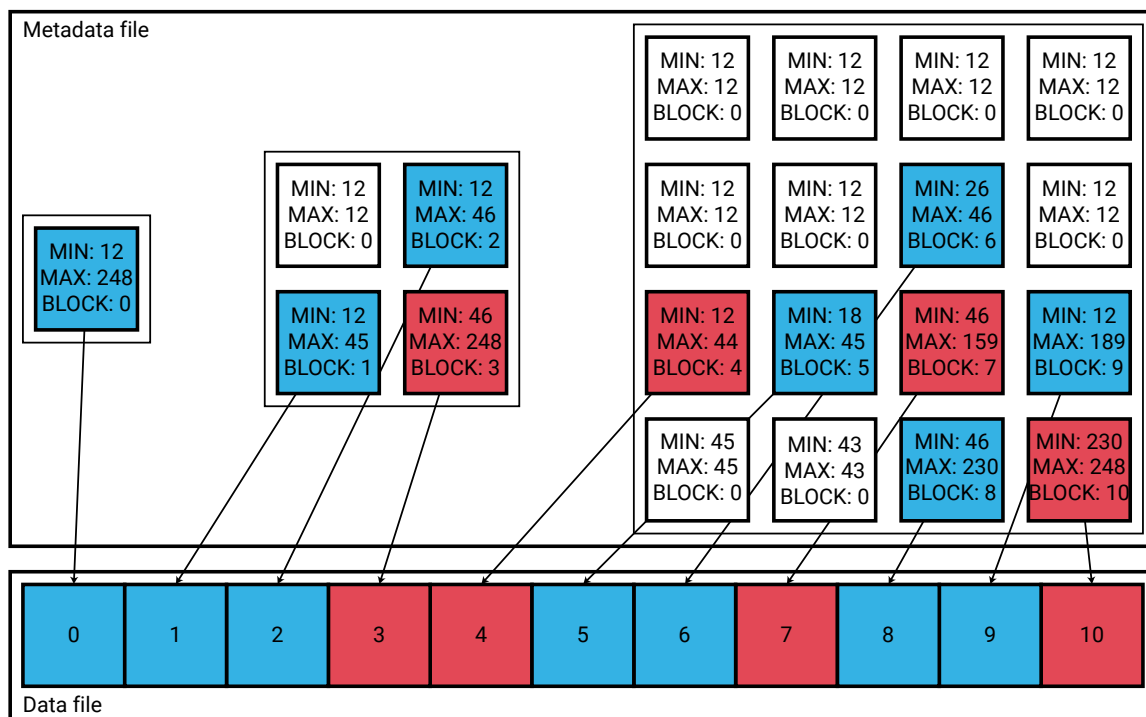 Metadata file
MIN: 12
MAX: 248
BLOCK: 0
MIN: 12
MAX: 12
BLOCK: 0
MIN: 12
MAX: 46
BLOCK: 2
MIN: 12
MAX: 45
BLOCK: 1
MIN: 46
MAX: 248
BLOCK: 3
MIN: 12
MAX: 12
BLOCK: 0
MIN: 12
MAX: 12
BLOCK: 0
MIN: 12
MAX: 12
BLOCK: 0
MIN: 12
MAX: 12
BLOCK: 0
MIN: 12
MAX: 12
BLOCK: 0
MIN: 12
MAX: 12
BLOCK: 0
MIN: 26
MAX: 46
BLOCK: 6
MIN: 12
MAX: 12
BLOCK: 0
MIN: 12
MAX: 44
BLOCK: 4
MIN: 18
MAX: 45
BLOCK: 5
MIN: 46
MAX: 159
BLOCK: 7
MIN: 12
MAX: 189
BLOCK: 9
MIN: 45
MAX: 45
BLOCK: 0
MIN: 43
MAX: 43
BLOCK: 0
MIN: 46
MAX: 230
BLOCK: 8
MIN: 230
MAX: 248
BLOCK: 10
0 1 2 3 4 5 6 7 8 9 10
Data file